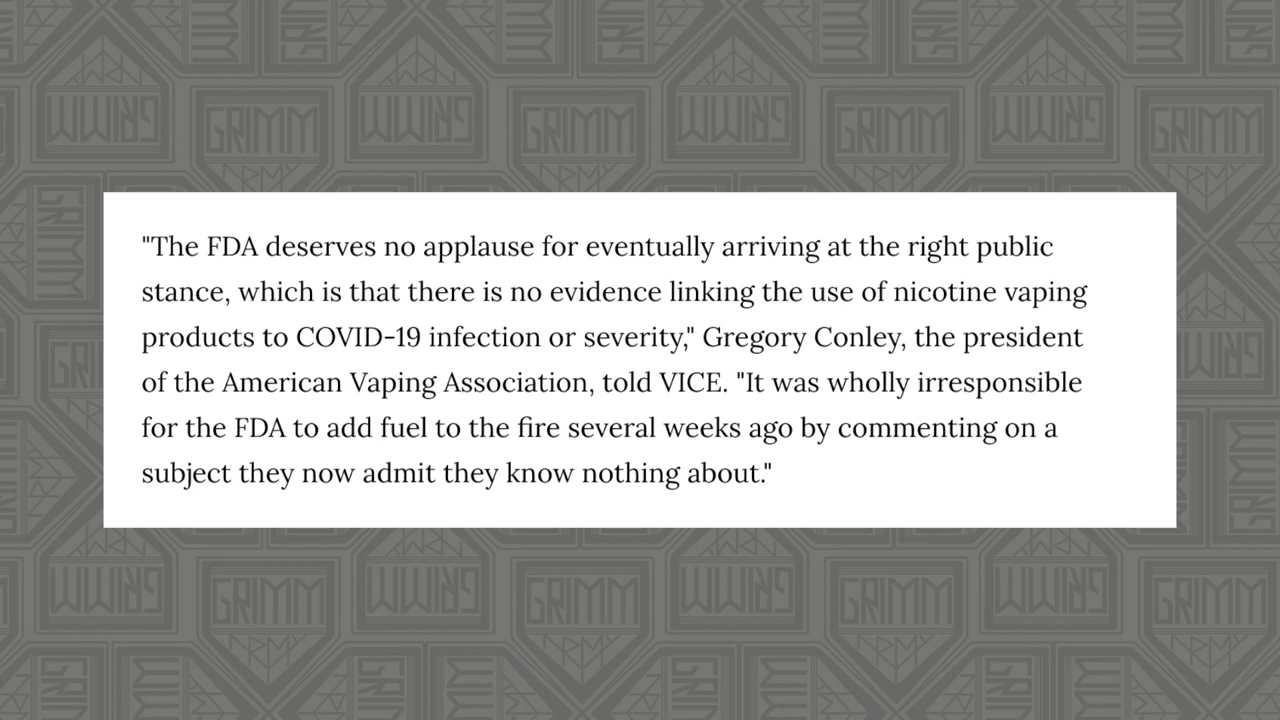 "The FDA deserves no applause for eventually arriving at the right public
stance, which is that there is no evidence linking the use of nicotine vaping
products to COVID-19 infection or severity," Gregory Conley, the president
of the American Vaping Association, told VICE. "It was wholly irresponsible
for the FDA to add fuel to the fire several weeks ago by commenting on a
subject they now admit they know nothing about."
GRIMM